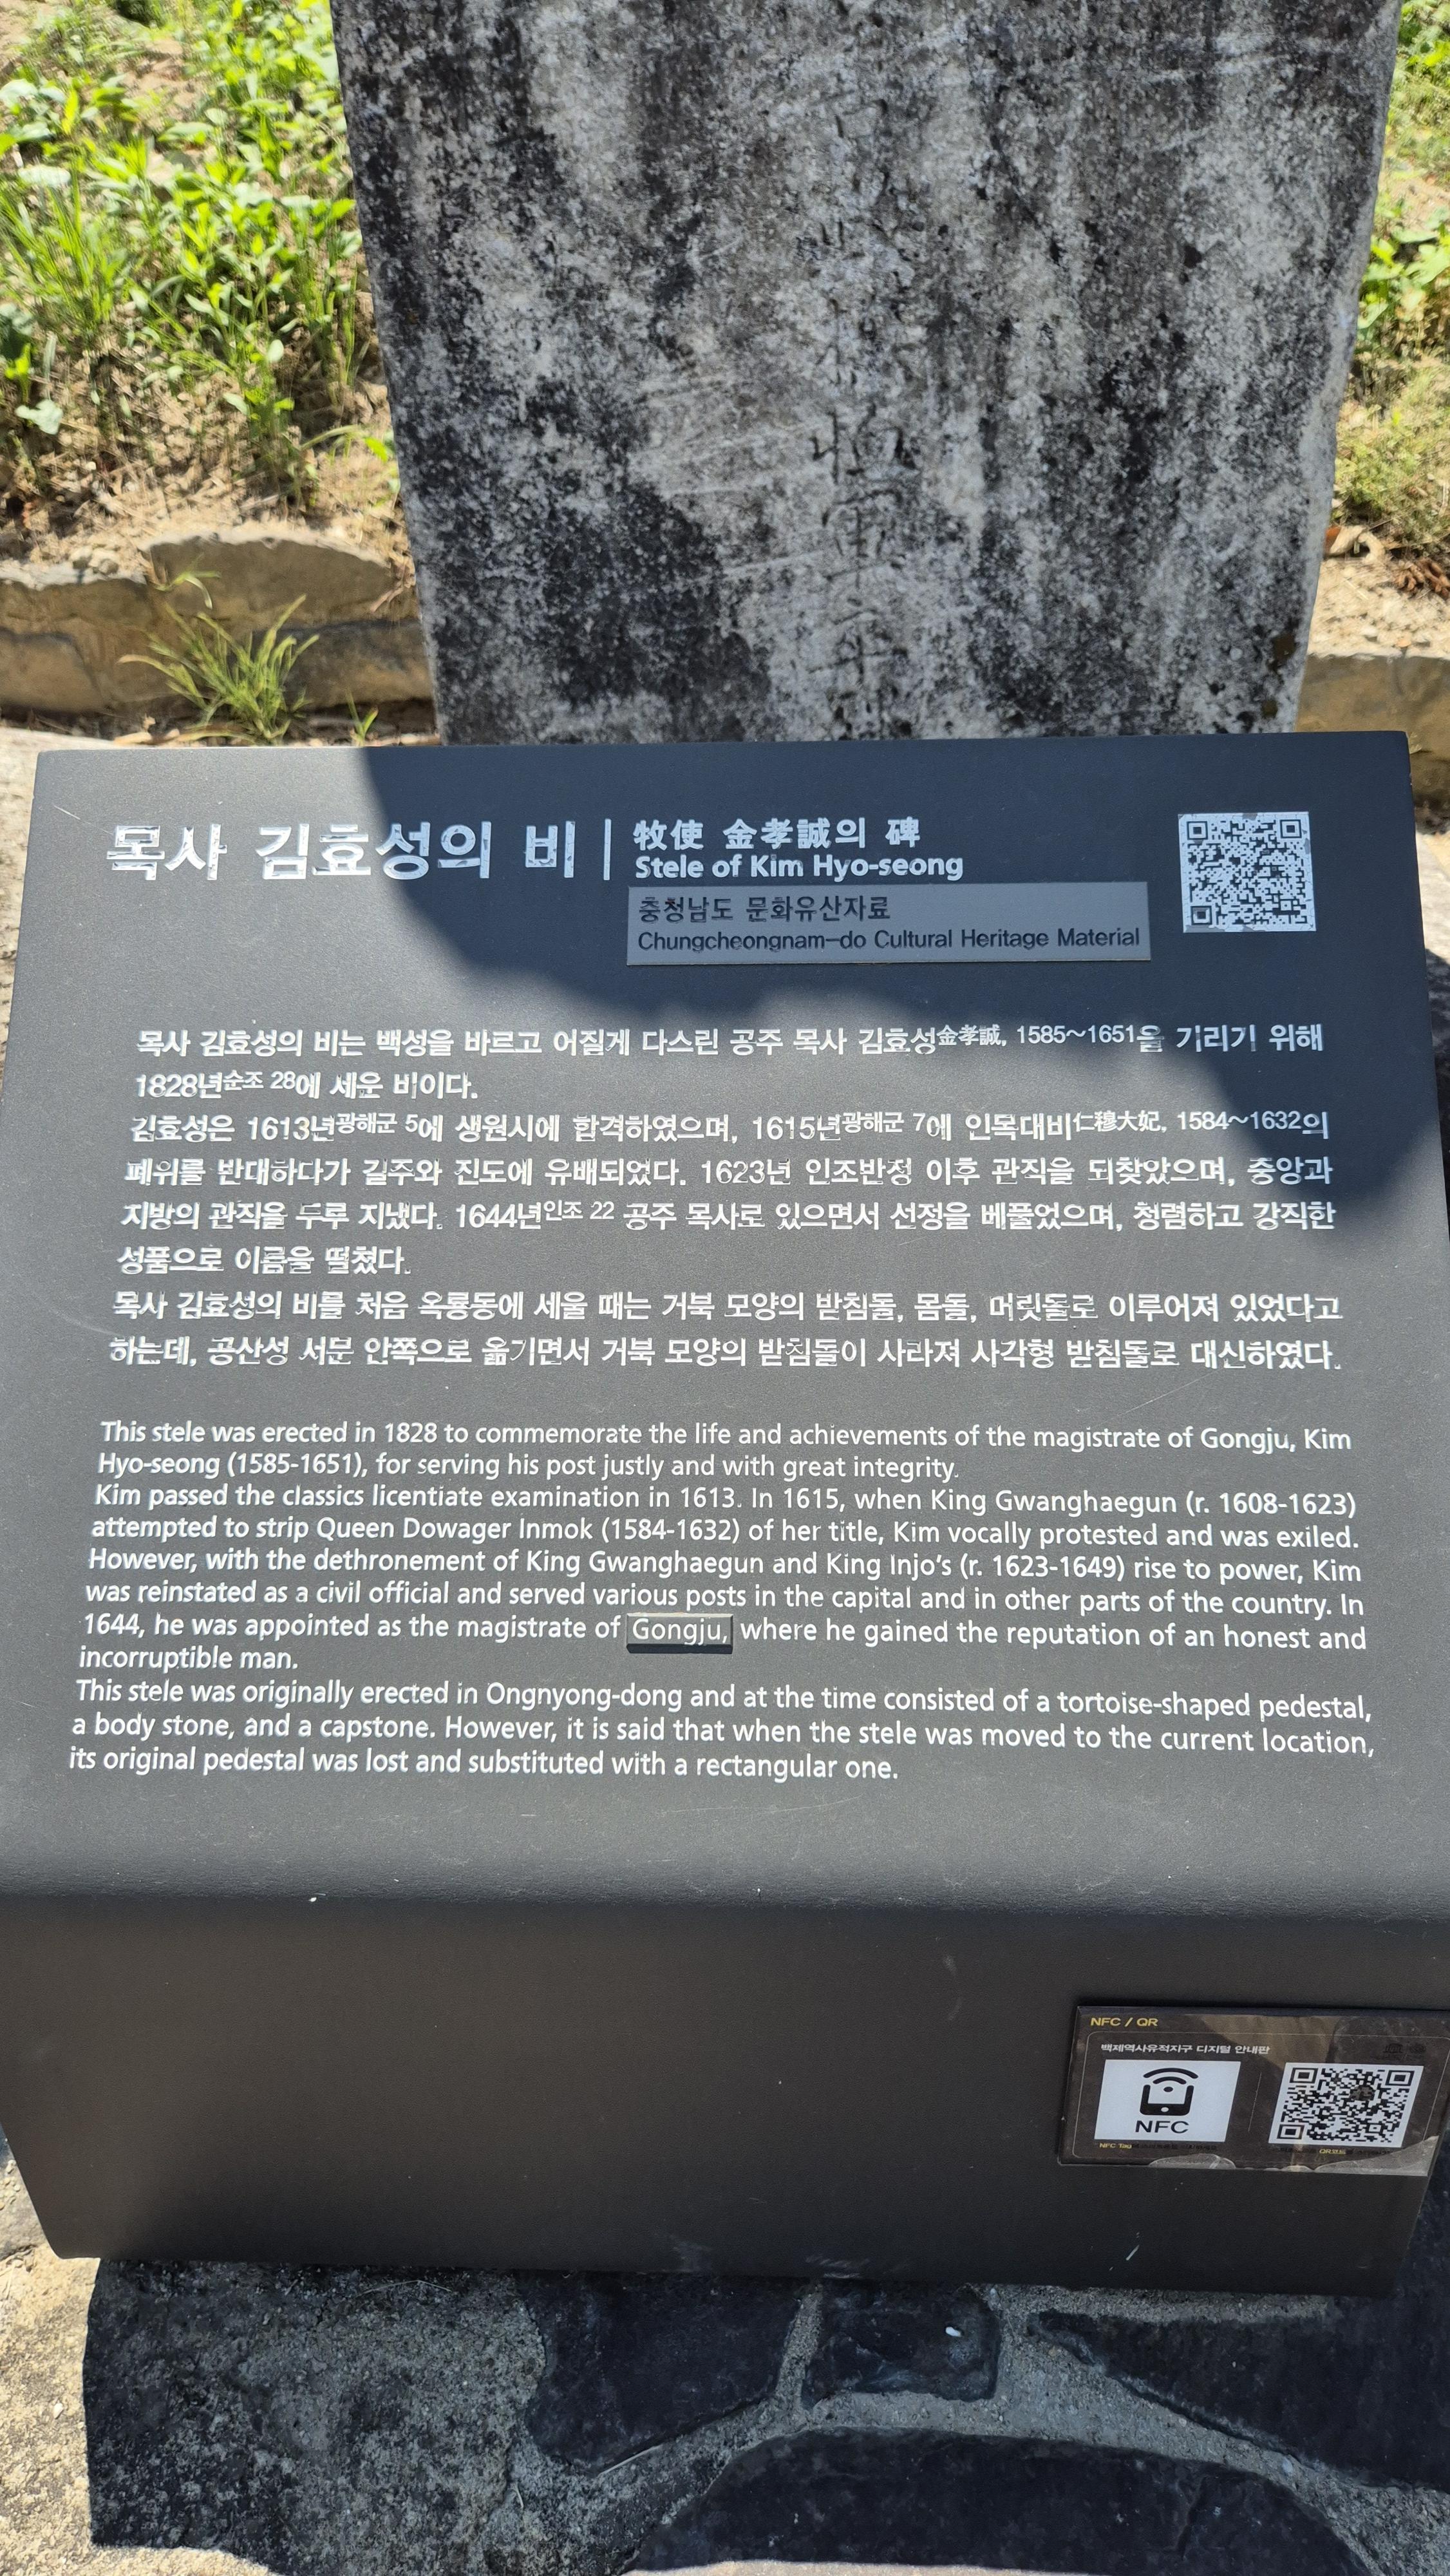 목사 김효성의 비
牧使 金孝誠의 碑
Stele of Kim Hyo-seong
충청남도 문화유산자료
Chungcheongnam-do Cultural Heritage Material
목사 김효성의 비는 백성을 바르고 어질게 다스린 공주 목사 김효성金孝誠, 1585~1651을 기리기 위해
1828년순조 28에 세운 비이다.
김효성은 1613년광해군 5에 생원시에 합격하였으며, 1615년광해군 7에 인목대비仁穆大妃, 1584~1632의
폐위를 반대하다가 길주와 진도에 유배되었다. 1623년 인조반정 이후 관직을 되찾았으며, 중앙과
지방의 관직을 두루 지냈다. 1644년인조 22 공주 목사로 있으면서 선정을 베풀었으며, 청렴하고 강직한
성품으로 이름을 떨쳤다.
목사 김효성의 비를 처음 옥룡동에 세울 때는 거북 모양의 받침돌, 몸돌, 머릿돌로 이루어져 있었다고
하는데, 공산성 서문 안쪽으로 옮기면서 거북 모양의 받침돌이 사라져 사각형 받침돌로 대신하였다.
This stele was erected in 1828 to commemorate the life and achievements of the magistrate of Gongju, Kim
Hyo-seong (1585-1651), for serving his post justly and with great integrity.
Kim passed the classics licentiate examination in 1613. In 1615, when King Gwanghaegun (r. 1608-1623)
attempted to strip Queen Dowager Inmok (1584-1632) of her title, Kim vocally protested and was exiled.
However, with the dethronement of King Gwanghaegun and King Injo's (r. 1623-1649) rise to power, Kim
was reinstated as a civil official and served various posts in the capital and in other parts of the country. In
1644, he was appointed as the magistrate of Gongju, where he gained the reputation of an honest and
incorruptible man.
This stele was originally erected in Ongnyong-dong and at the time consisted of a tortoise-shaped pedestal,
a body stone, and a capstone. However, it is said that when the stele was moved to the current location,
its original pedestal was lost and substituted with a rectangular one.
NFC / QR
백제역사유적지구 디지털 안내판
NFC
NFC Tag
QR코드